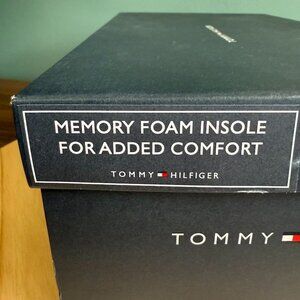 MEMORY FOAM INSOLE
FOR ADDED COMFORT
TOMMY HILFIGER
TOMMY